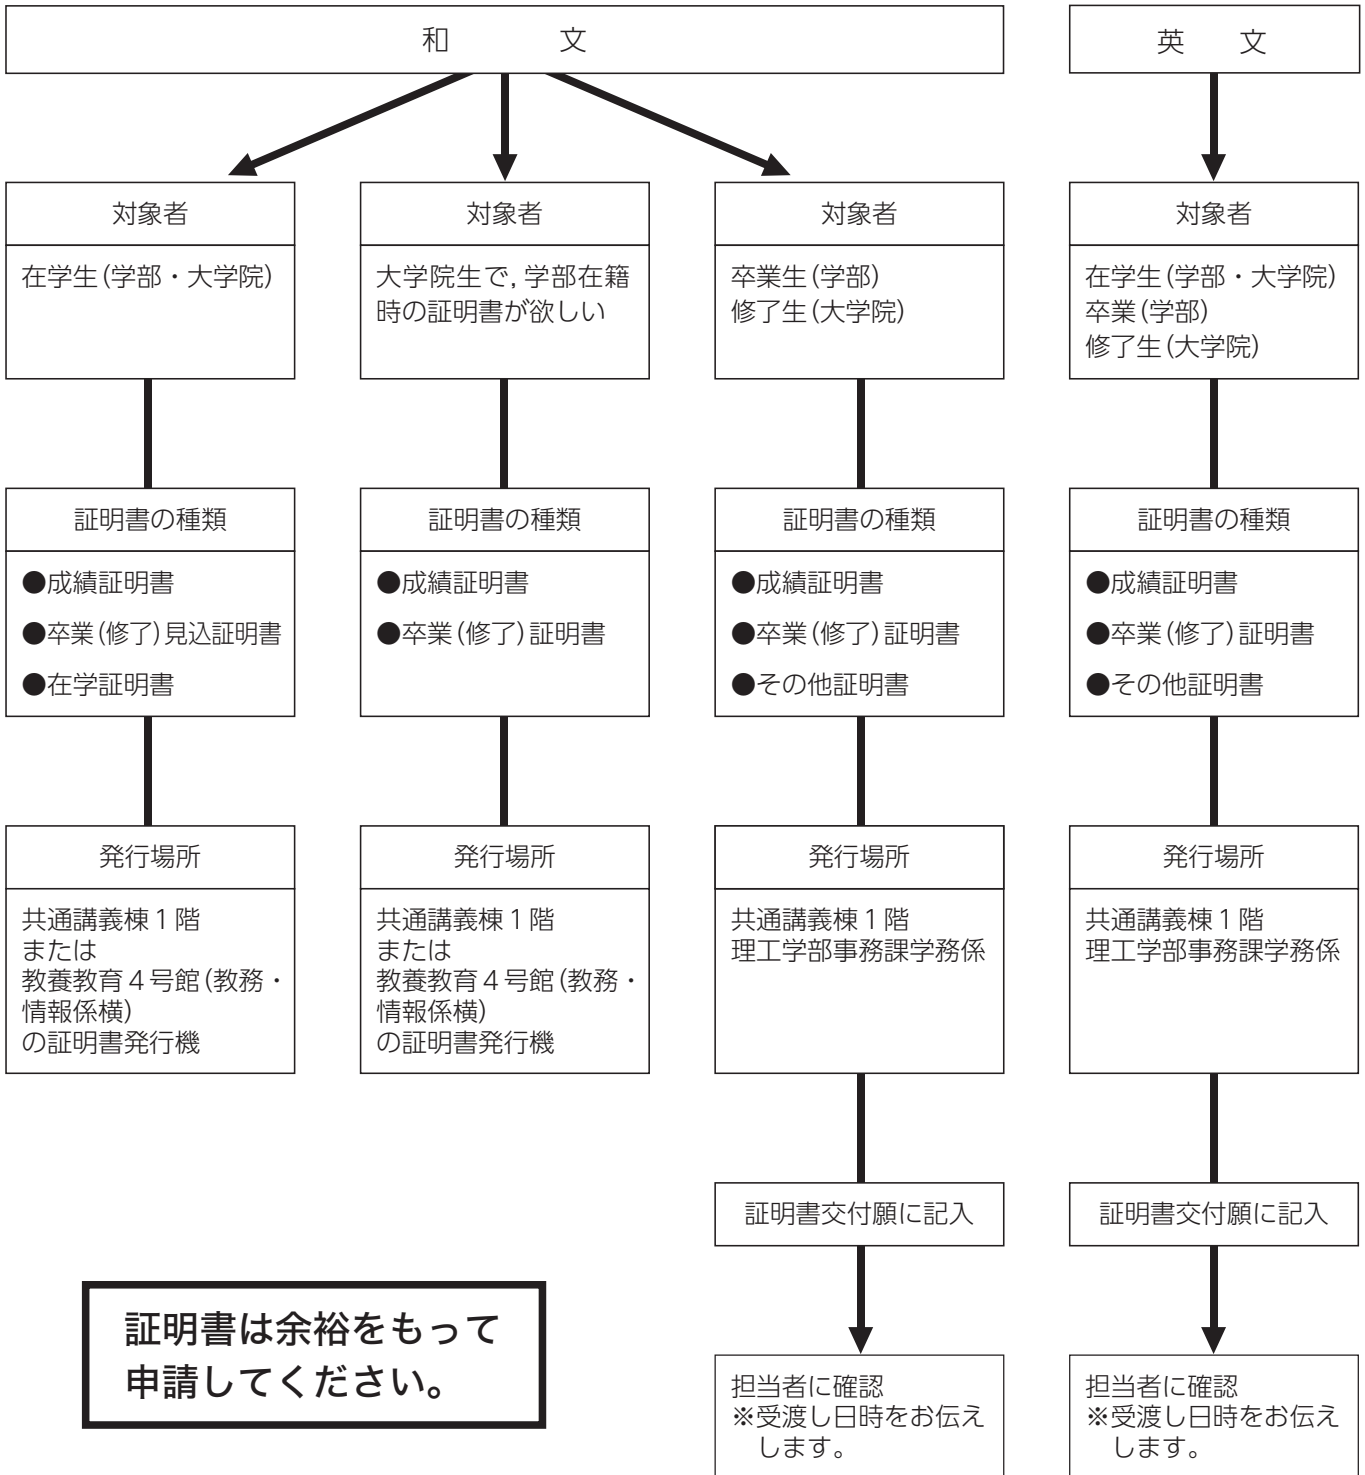 和　文
英　文
対象者
在学生(学部・大学院)
対象者
大学院生で,学部在籍
時の証明書が欲しい
対象者
卒業生(学部)
修了生(大学院)
対象者
在学生(学部・大学院)
卒業(学部)
修了生(大学院)
証明書の種類
●成績証明書
●卒業(修了)見込証明書
●在学証明書
証明書の種類
●成績証明書
●卒業(修了)証明書
証明書の種類
●成績証明書
●卒業(修了)証明書
●その他証明書
証明書の種類
●成績証明書
●卒業(修了)証明書
●その他証明書
発行場所
共通講義棟1階
または
教養教育4号館(教務・
情報係横)
の証明書発行機
発行場所
共通講義棟1階
または
教養教育4号館(教務・
情報係横)
の証明書発行機
発行場所
共通講義棟1階
理工学部事務課学務係
発行場所
共通講義棟1階
理工学部事務課学務係
証明書交付願に記入
証明書交付願に記入
証明書は余裕をもって
申請してください。
担当者に確認
※受渡し日時をお伝え
します。
担当者に確認
※受渡し日時をお伝え
します。